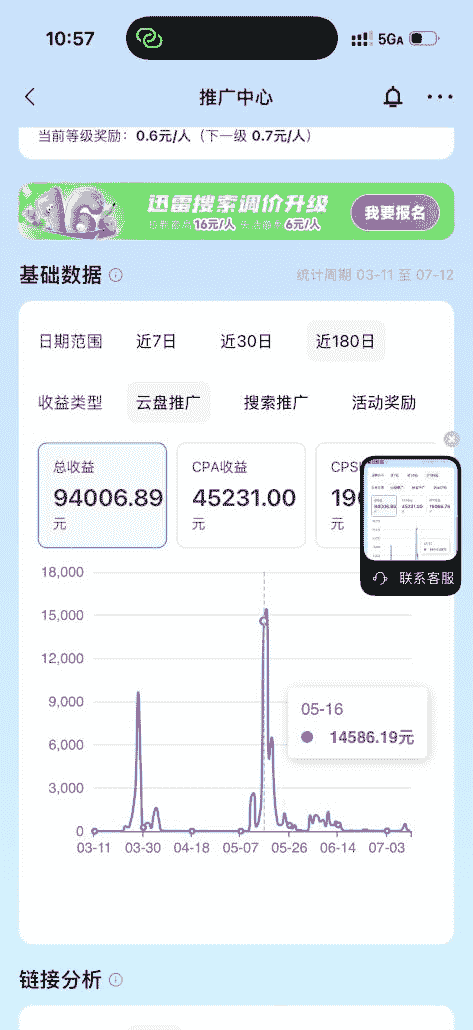 10:57
5GA
推广中心
当前等级奖励：0.6元/人（下一级 0.7元/人）
迅雷搜索调价升级
16元/人
6元/人
我要报名
基础数据
统计周期 03-11 至 07-12
日期范围 近7日 近30日 近180日
收益类型 云盘推广 搜索推广 活动奖励
总收益 CPA收益 CPS
94006.89 45231.00 190
元 元 元
联系客服
18,000
15,000
12,000
9,000
6,000
3,000
0
05-16
14586.19元
03-11 03-30 04-18 05-07 05-26 06-14 07-03
链接分析